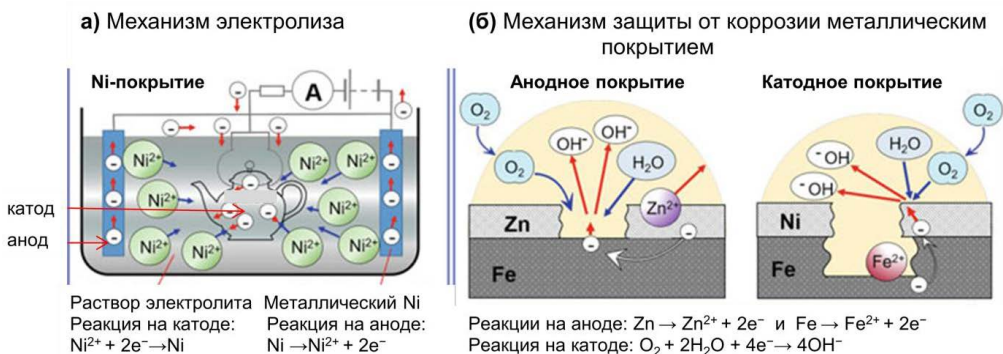 а) Механизм электролиза
Ni-покрытие
A
Ni²⁺
Ni²⁺
Ni²⁺
Ni²⁺
Ni²⁺
Ni²⁺
Ni²⁺
Ni²⁺
Ni²⁺
Ni²⁺
катод
анод
Раствор электролита
Реакция на катоде:
Ni²⁺ + 2e⁻→Ni
Металлический Ni
Реакция на аноде:
Ni →Ni²⁺ + 2e⁻
(б) Механизм защиты от коррозии металлическим
покрытием
Анодное покрытие
O₂
O₂
OH⁻
OH⁻
H₂O
Zn²⁺
Zn
Fe
Катодное покрытие
O₂
O₂
H₂O
⁻OH
⁻OH
Ni
Fe
Fe²⁺
Реакции на аноде: Zn → Zn²⁺ + 2e⁻ и Fe → Fe²⁺ + 2e⁻
Реакция на катоде: O₂ + 2H₂O + 4e⁻→ 4OH⁻